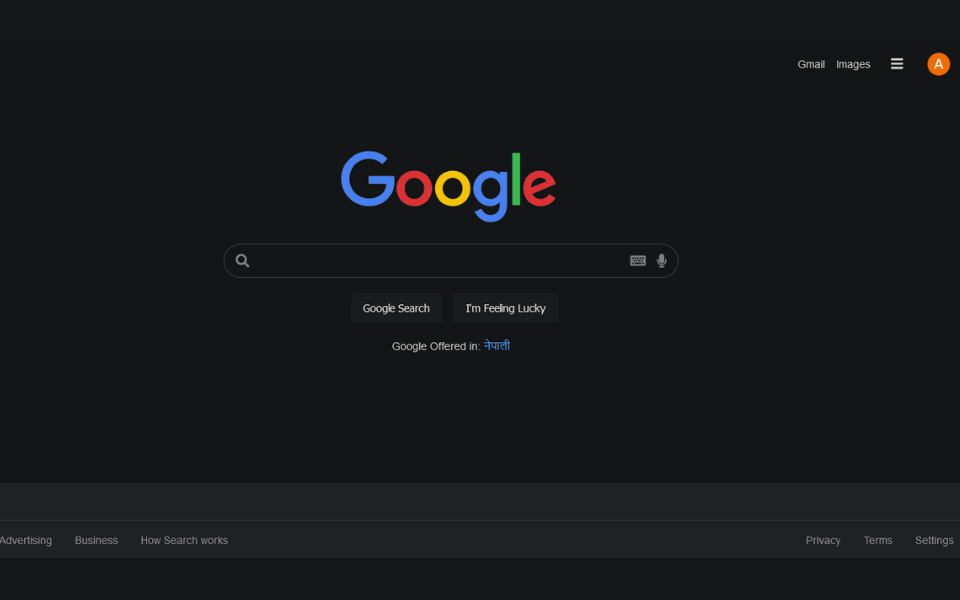 Gmail Images
A
Google
Google Search I'm Feeling Lucky
Google Offered in: नेपाली
Advertising Business How Search works Privacy Terms Settings